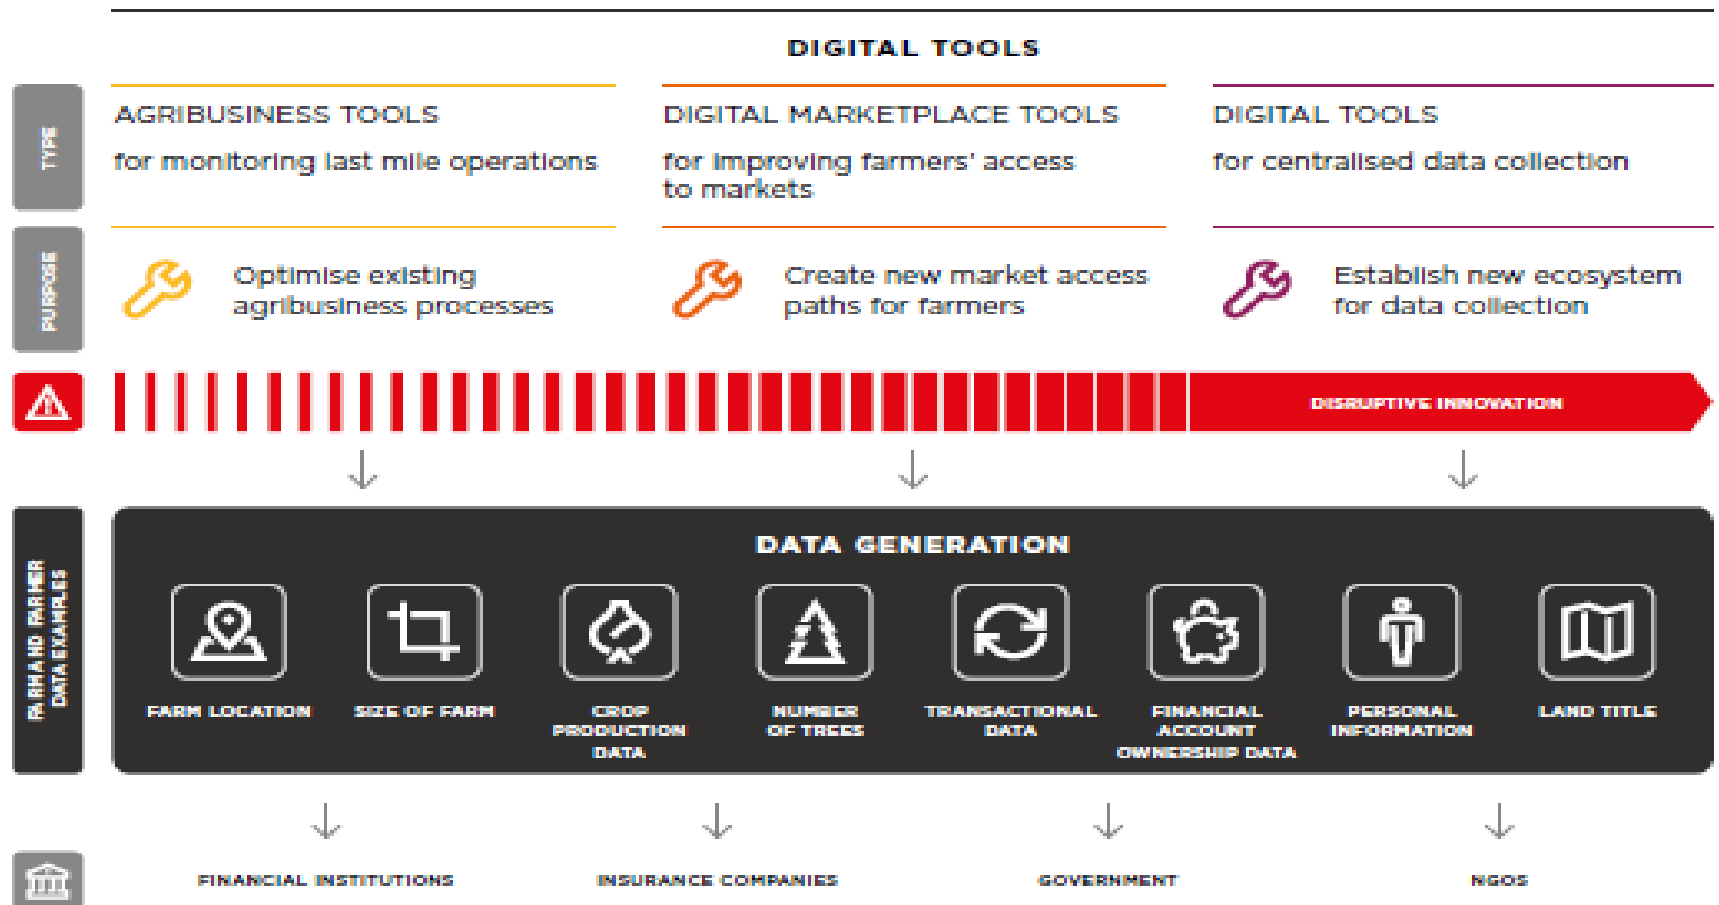 DIGITAL TOOLS
TYPE
AGRIBUSINESS TOOLS
for monitoring last mile operations
DIGITAL MARKETPLACE TOOLS
for improving farmers' access
to markets
DIGITAL TOOLS
for centralised data collection
PURPOSE
Optimise existing
agribusiness processes
Create new market access
paths for farmers
Establish new ecosystem
for data collection
DISRUPTIVE INNOVATION
FARM AND FARMER
DATA EXAMPLES
DATA GENERATION
FARM LOCATION
SIZE OF FARM
CROP
PRODUCTION
DATA
NUMBER
OF TREES
TRANSACTIONAL
DATA
FINANCIAL
ACCOUNT
OWNERSHIP DATA
PERSONAL
INFORMATION
LAND TITLE
FINANCIAL INSTITUTIONS
INSURANCE COMPANIES
GOVERNMENT
NGOS